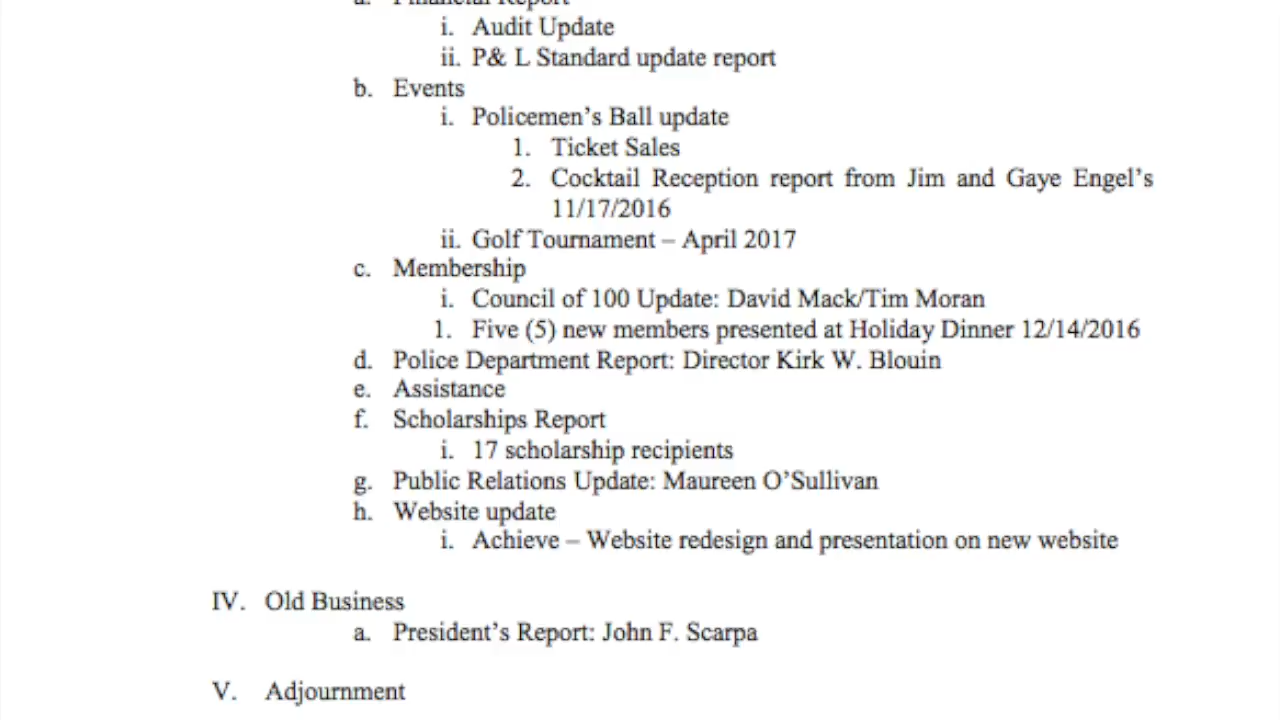 a. Financial Report
i. Audit Update
ii. P& L Standard update report
b. Events
i. Policemen's Ball update
1. Ticket Sales
2. Cocktail Reception report from Jim and Gaye Engel's
11/17/2016
ii. Golf Tournament – April 2017
c. Membership
i. Council of 100 Update: David Mack/Tim Moran
1. Five (5) new members presented at Holiday Dinner 12/14/2016
d. Police Department Report: Director Kirk W. Blouin
e. Assistance
f. Scholarships Report
i. 17 scholarship recipients
g. Public Relations Update: Maureen O'Sullivan
h. Website update
i. Achieve – Website redesign and presentation on new website
IV. Old Business
a. President's Report: John F. Scarpa
V. Adjournment